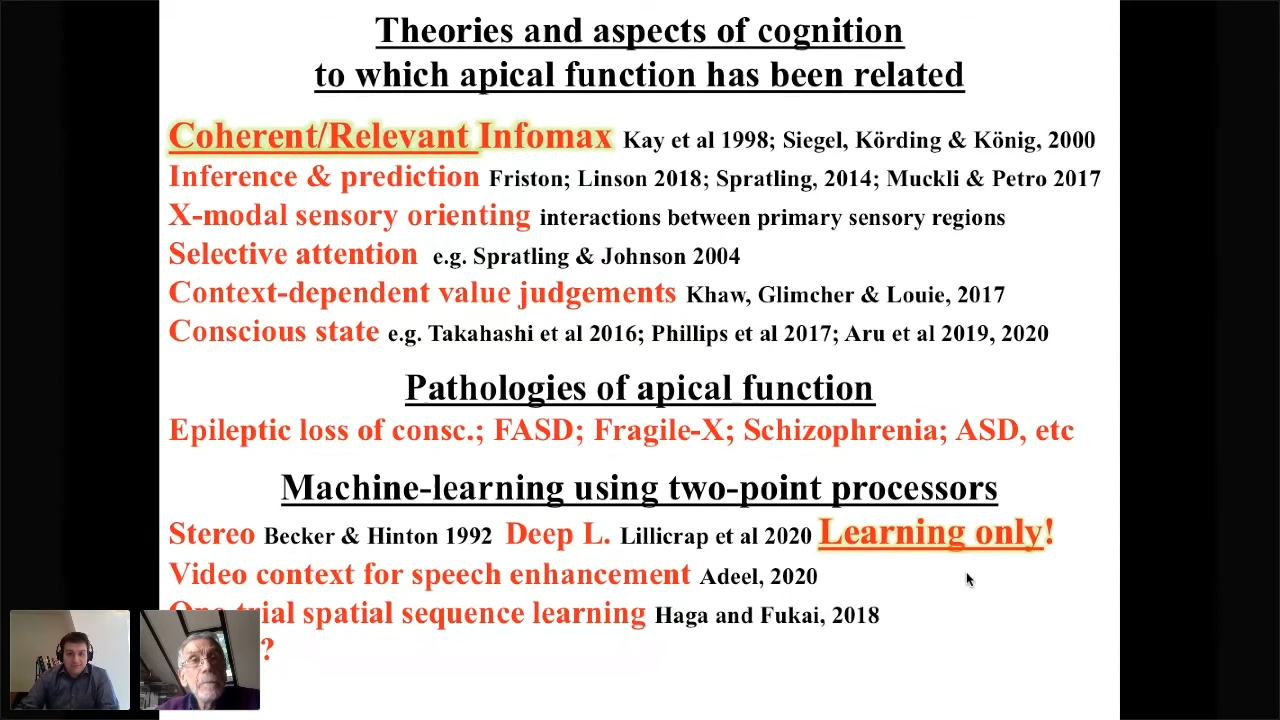 Theories and aspects of cognition
to which apical function has been related
Coherent/Relevant Infomax Kay et al 1998; Siegel, Körding & König, 2000
Inference & prediction Friston; Linson 2018; Spratling, 2014; Muckli & Petro 2017
X-modal sensory orienting interactions between primary sensory regions
Selective attention e.g. Spratling & Johnson 2004
Context-dependent value judgements Khaw, Glimcher & Louie, 2017
Conscious state e.g. Takahashi et al 2016; Phillips et al 2017; Aru et al 2019, 2020
Pathologies of apical function
Epileptic loss of consc.; FASD; Fragile-X; Schizophrenia; ASD, etc
Machine-learning using two-point processors
Stereo Becker & Hinton 1992 Deep L. Lillicrap et al 2020 Learning only!
Video context for speech enhancement Adeel, 2020
One-trial spatial sequence learning Haga and Fukai, 2018
?